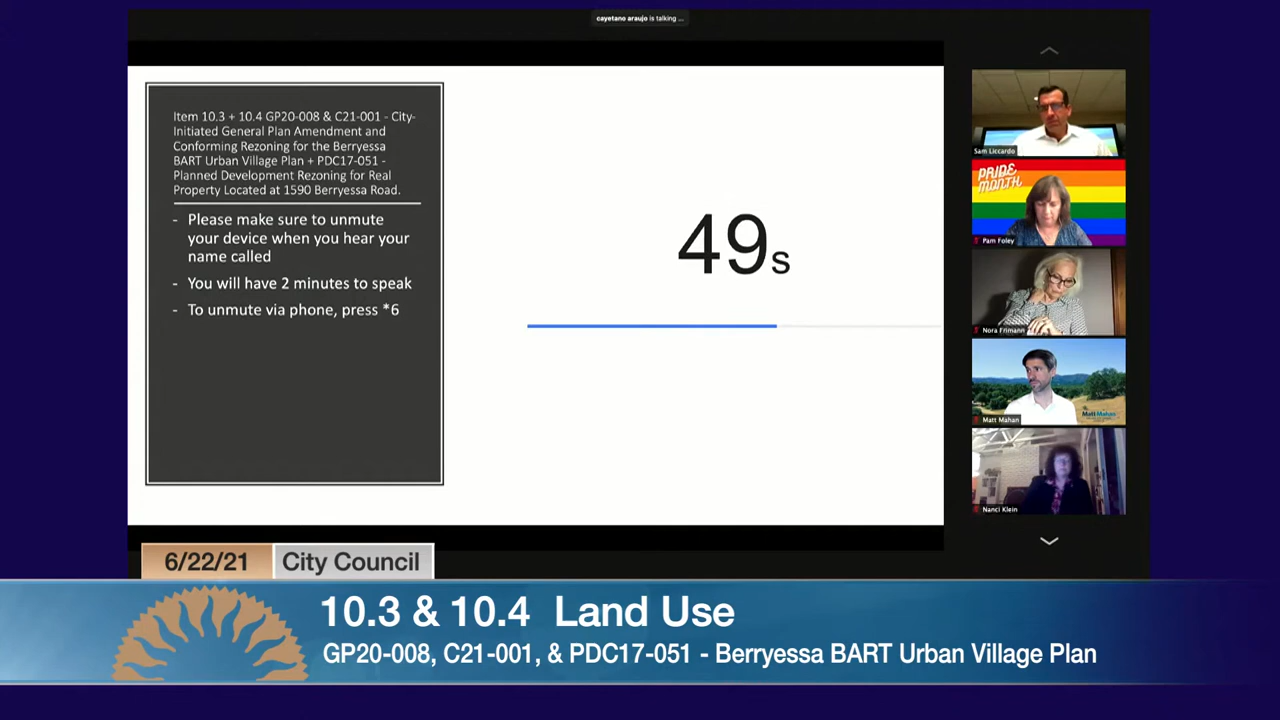 cayetano araujo is talking ...
Item 10.3 + 10.4 GP20-008 & C21-001 - City-
Initiated General Plan Amendment and
Conforming Rezoning for the Berryessa
BART Urban Village Plan + PDC17-051 -
Planned Development Rezoning for Real
Property Located at 1590 Berryessa Road.
- Please make sure to unmute
your device when you hear your
name called
- You will have 2 minutes to speak
- To unmute via phone, press *6
49s
Sam Liccardo
PRIDE
MONTH
Pam Foley
Nora Frimann
Matt Mahan
Matt Mahan
Nanci Klein
6/22/21
City Council
10.3 & 10.4 Land Use
GP20-008, C21-001, & PDC17-051 - Berryessa BART Urban Village Plan